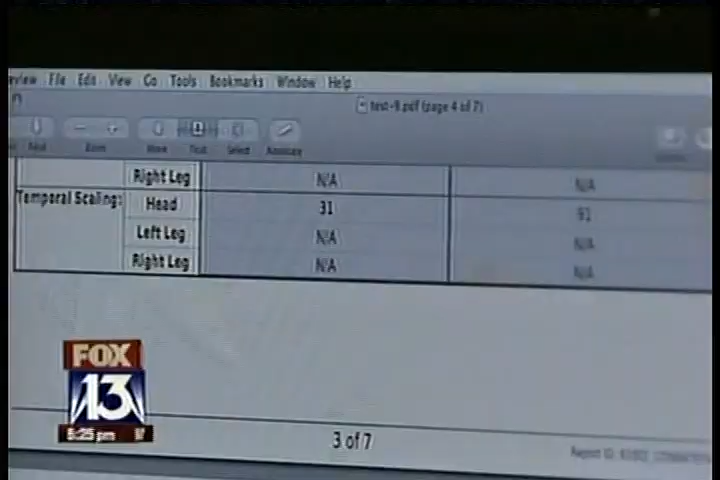 File Edit View Go Tools Bookmarks Window Help
test-9.pdf (page 4 of 7)
Zoom Move Text Select Annotate
Right Leg N/A N/A
Temporal Scaling: Head 31 91
Left Leg N/A N/A
Right Leg N/A N/A
FOX
13
5:25 pm
3 of 7
Report ID: